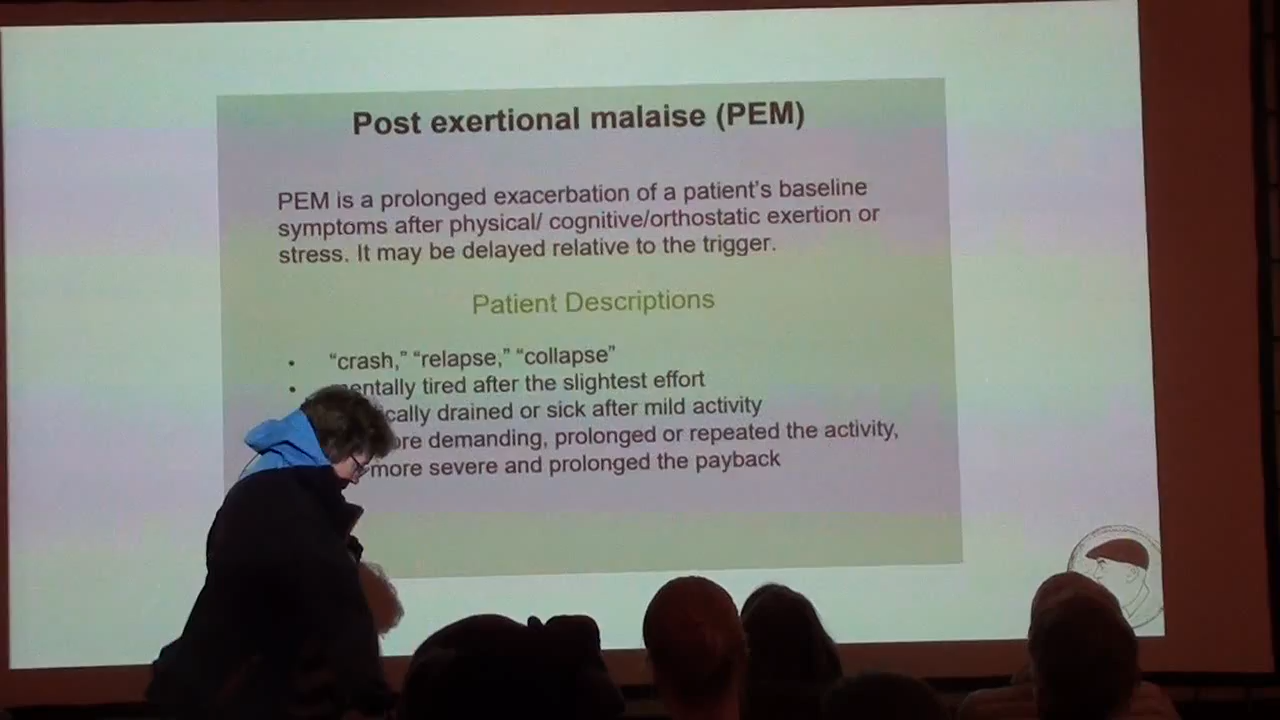 Post exertional malaise (PEM)
PEM is a prolonged exacerbation of a patient's baseline
symptoms after physical/ cognitive/orthostatic exertion or
stress. It may be delayed relative to the trigger.
Patient Descriptions
• “crash,” “relapse,” “collapse”
• tired after the slightest effort
drained or sick after mild activity
demanding, prolonged or repeated the activity,
more severe and prolonged the payback